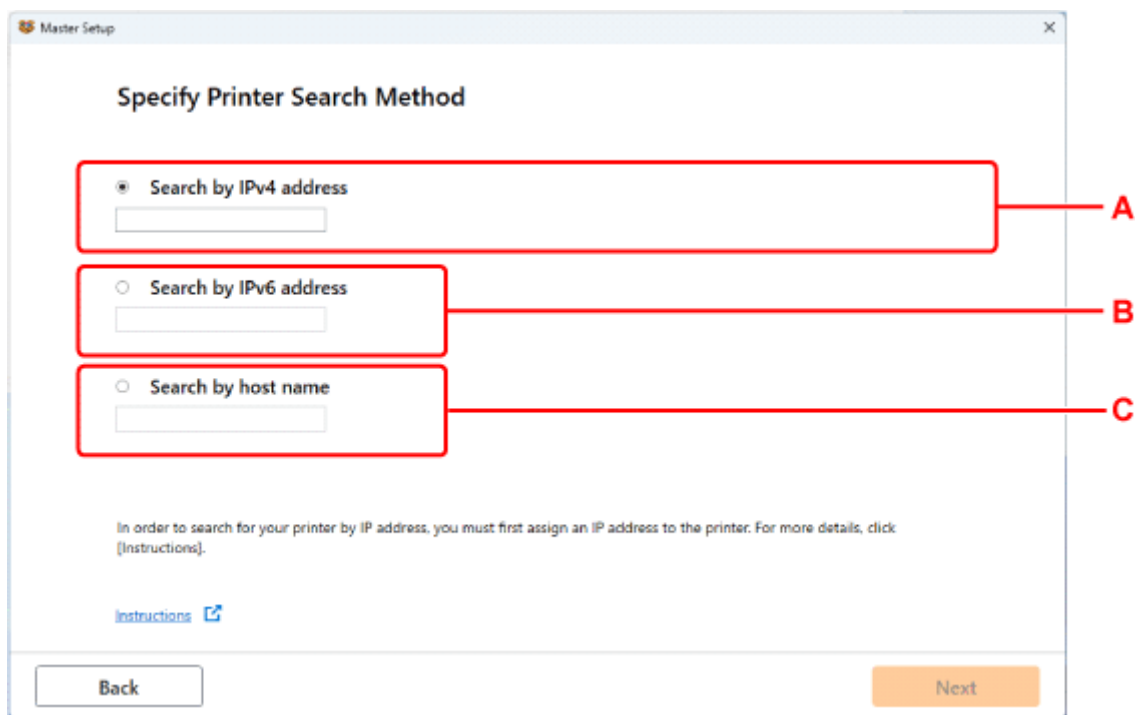 Master Setup
Specify Printer Search Method
Search by IPv4 address
A
Search by IPv6 address
B
Search by host name
C
In order to search for your printer by IP address, you must first assign an IP address to the printer. For more details, click
[Instructions].
Instructions
Back
Next